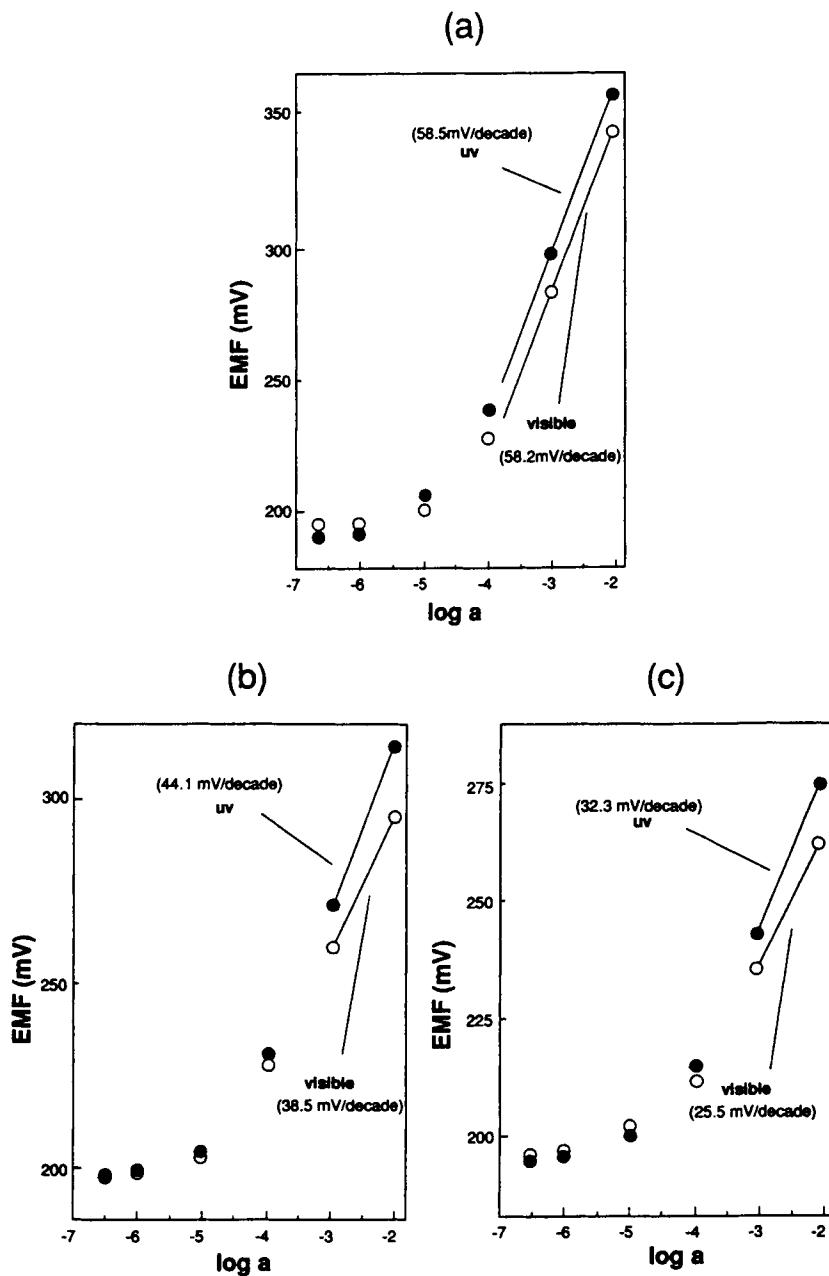 (a)
EMF (mV)
350
300
250
200
(58.5mV/decade)
uv
visible
(58.2mV/decade)
-7 -6 -5 -4 -3 -2
log a
(b)
EMF (mV)
300
250
200
(44.1 mV/decade)
uv
visible
(38.5 mV/decade)
-7 -6 -5 -4 -3 -2
log a
(c)
EMF (mV)
275
250
225
200
(32.3 mV/decade)
uv
visible
(25.5 mV/decade)
-7 -6 -5 -4 -3 -2
log a